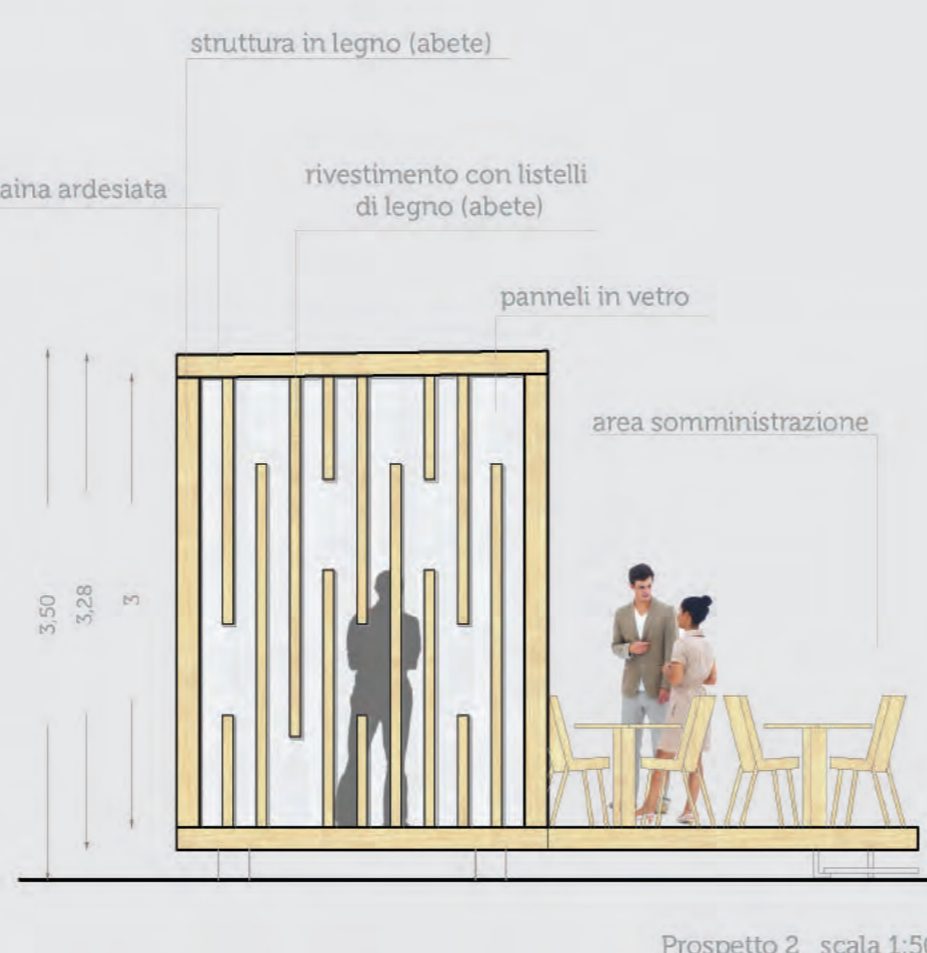 struttura in legno (abete)
aina ardesiata
rivestimento con listelli
di legno (abete)
panneli in vetro
area somministrazione
3,50
3,28
3
Prospetto 2 scala 1:50